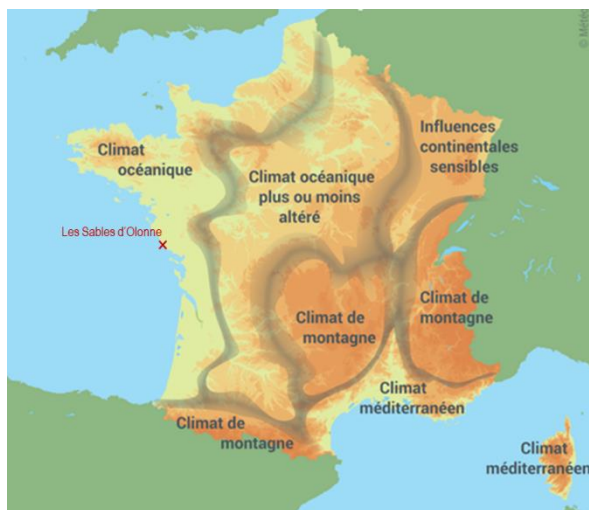 © Météo
Influences
continentales
sensibles
Climat
océanique
Climat océanique
plus ou moins
altéré
Les Sables d'Olonne
Climat de
montagne
Climat de
montagne
Climat
méditerranéen
Climat de
montagne
Climat
méditerranéen